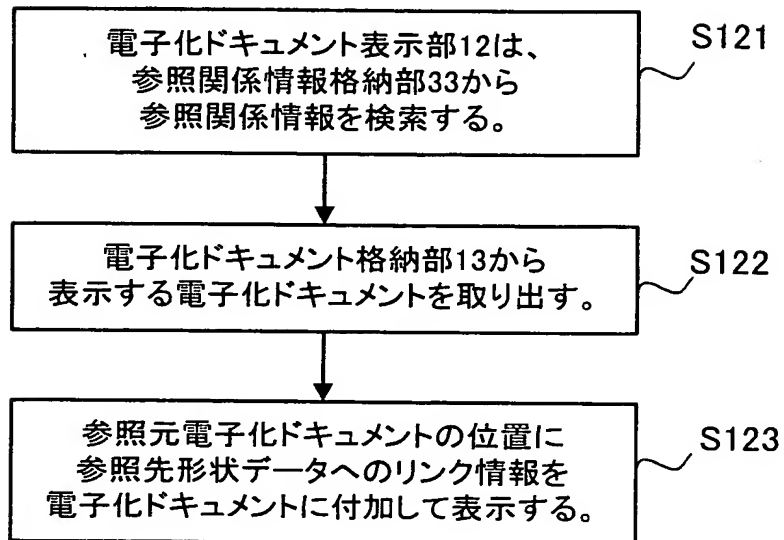 電子化ドキュメント表示部12は、
参照関係情報格納部33から
参照関係情報を検索する。
S121
電子化ドキュメント格納部13から
表示する電子化ドキュメントを取り出す。
S122
参照元電子化ドキュメントの位置に
参照先形状データへのリンク情報を
電子化ドキュメントに付加して表示する。
S123